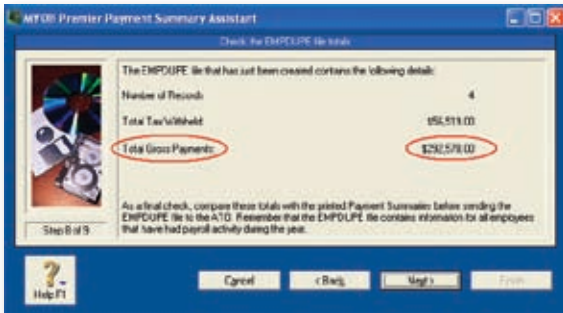 MYOB Premier Payment Summary Assistant
Check the EMPDUPE file totals
The EMPDUPE file that has just been created contains the following details:
Number of Records: 4
Total Tax Withheld:
Total Gross Payments: $292,578.00
As a final check, compare these totals with the printed Payment Summaries before sending the
EMPDUPE file to the ATO. Remember that the EMPDUPE file contains information for all employees
that have had payroll activity during the year.
Step 8 of 9
Help F1
Cancel
< Back
Next >
Finish